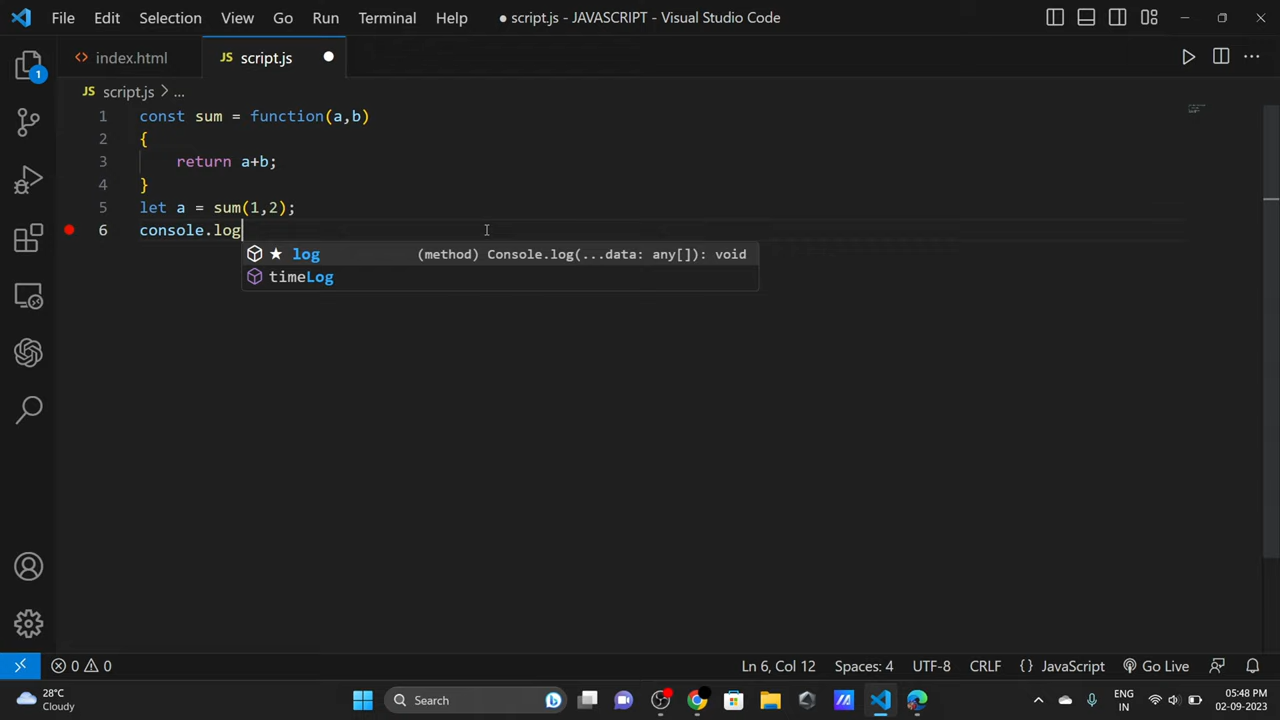 File Edit Selection View Go Run Terminal Help
● script.js - JAVASCRIPT - Visual Studio Code
<> index.html
JS script.js
JS script.js > ...
1 const sum = function(a,b)
2 {
3 return a+b;
4 }
5 let a = sum(1,2);
6 console.log
★ log (method) Console.log(...data: any[]): void
timeLog
1
0 0
Ln 6, Col 12 Spaces: 4 UTF-8 CRLF {} JavaScript Go Live
28°C
Cloudy
Search
ENG
IN
05:48 PM
02-09-2023